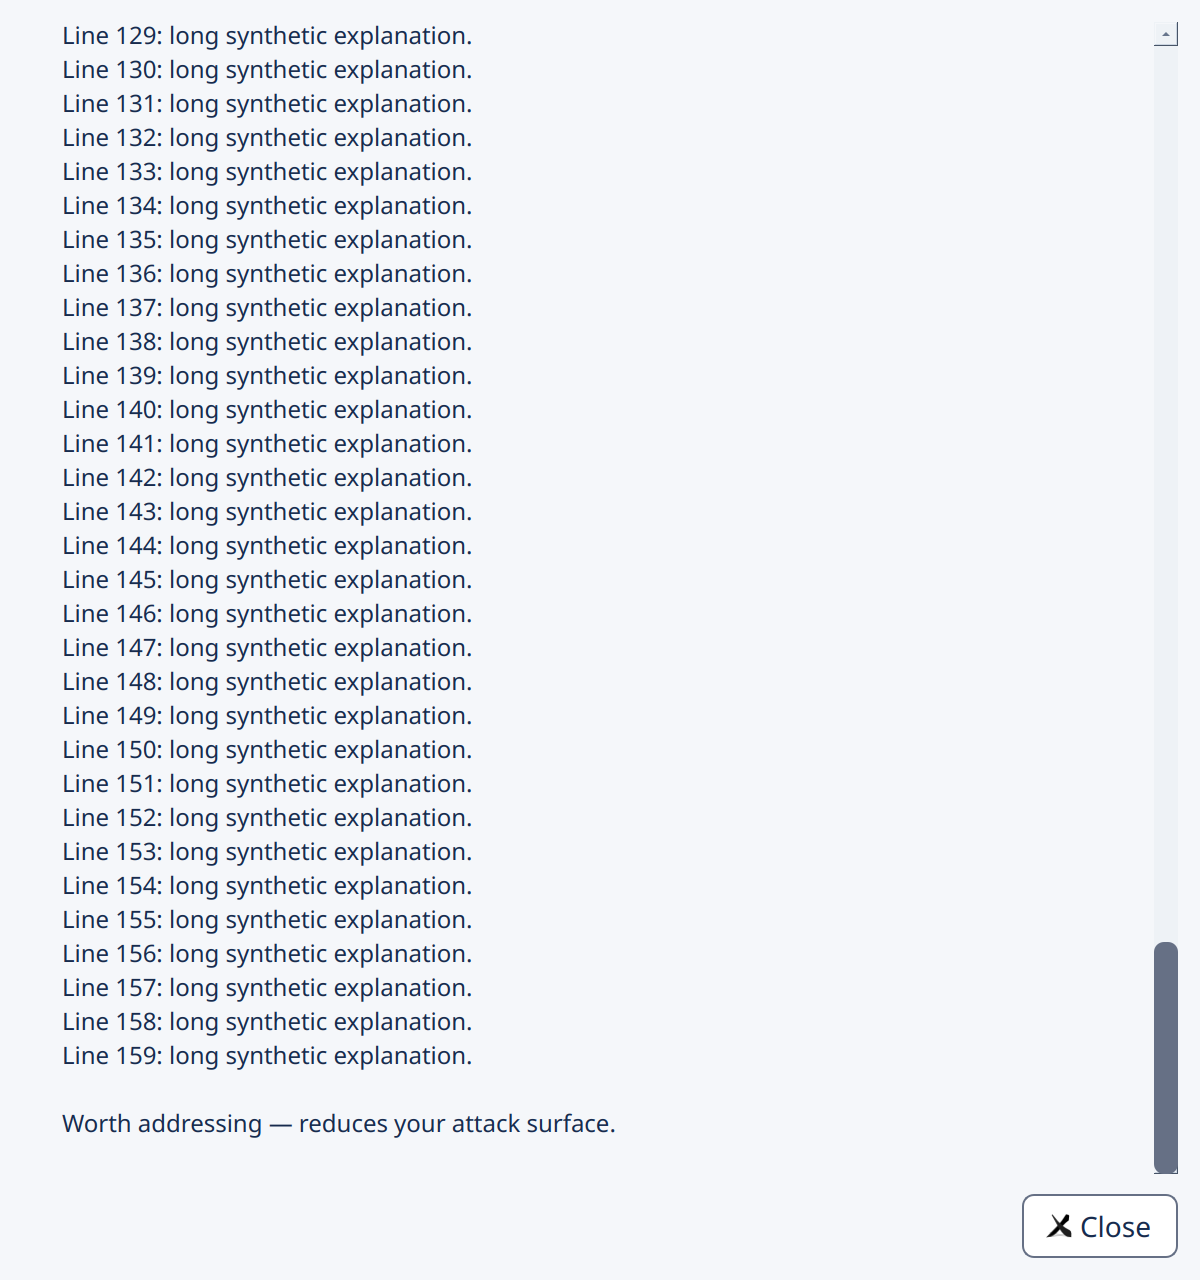 Line 129: long synthetic explanation.
Line 130: long synthetic explanation.
Line 131: long synthetic explanation.
Line 132: long synthetic explanation.
Line 133: long synthetic explanation.
Line 134: long synthetic explanation.
Line 135: long synthetic explanation.
Line 136: long synthetic explanation.
Line 137: long synthetic explanation.
Line 138: long synthetic explanation.
Line 139: long synthetic explanation.
Line 140: long synthetic explanation.
Line 141: long synthetic explanation.
Line 142: long synthetic explanation.
Line 143: long synthetic explanation.
Line 144: long synthetic explanation.
Line 145: long synthetic explanation.
Line 146: long synthetic explanation.
Line 147: long synthetic explanation.
Line 148: long synthetic explanation.
Line 149: long synthetic explanation.
Line 150: long synthetic explanation.
Line 151: long synthetic explanation.
Line 152: long synthetic explanation.
Line 153: long synthetic explanation.
Line 154: long synthetic explanation.
Line 155: long synthetic explanation.
Line 156: long synthetic explanation.
Line 157: long synthetic explanation.
Line 158: long synthetic explanation.
Line 159: long synthetic explanation.
Worth addressing — reduces your attack surface.
Close